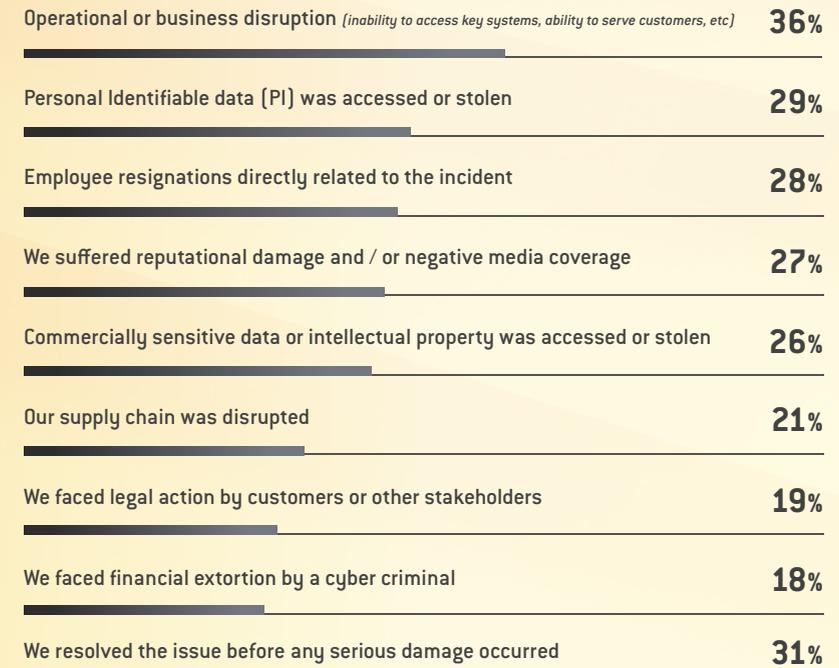 Operational or business disruption (inability to access key systems, ability to serve customers, etc) 36%
Personal Identifiable data (PI) was accessed or stolen 29%
Employee resignations directly related to the incident 28%
We suffered reputational damage and / or negative media coverage 27%
Commercially sensitive data or intellectual property was accessed or stolen 26%
Our supply chain was disrupted 21%
We faced legal action by customers or other stakeholders 19%
We faced financial extortion by a cyber criminal 18%
We resolved the issue before any serious damage occurred 31%